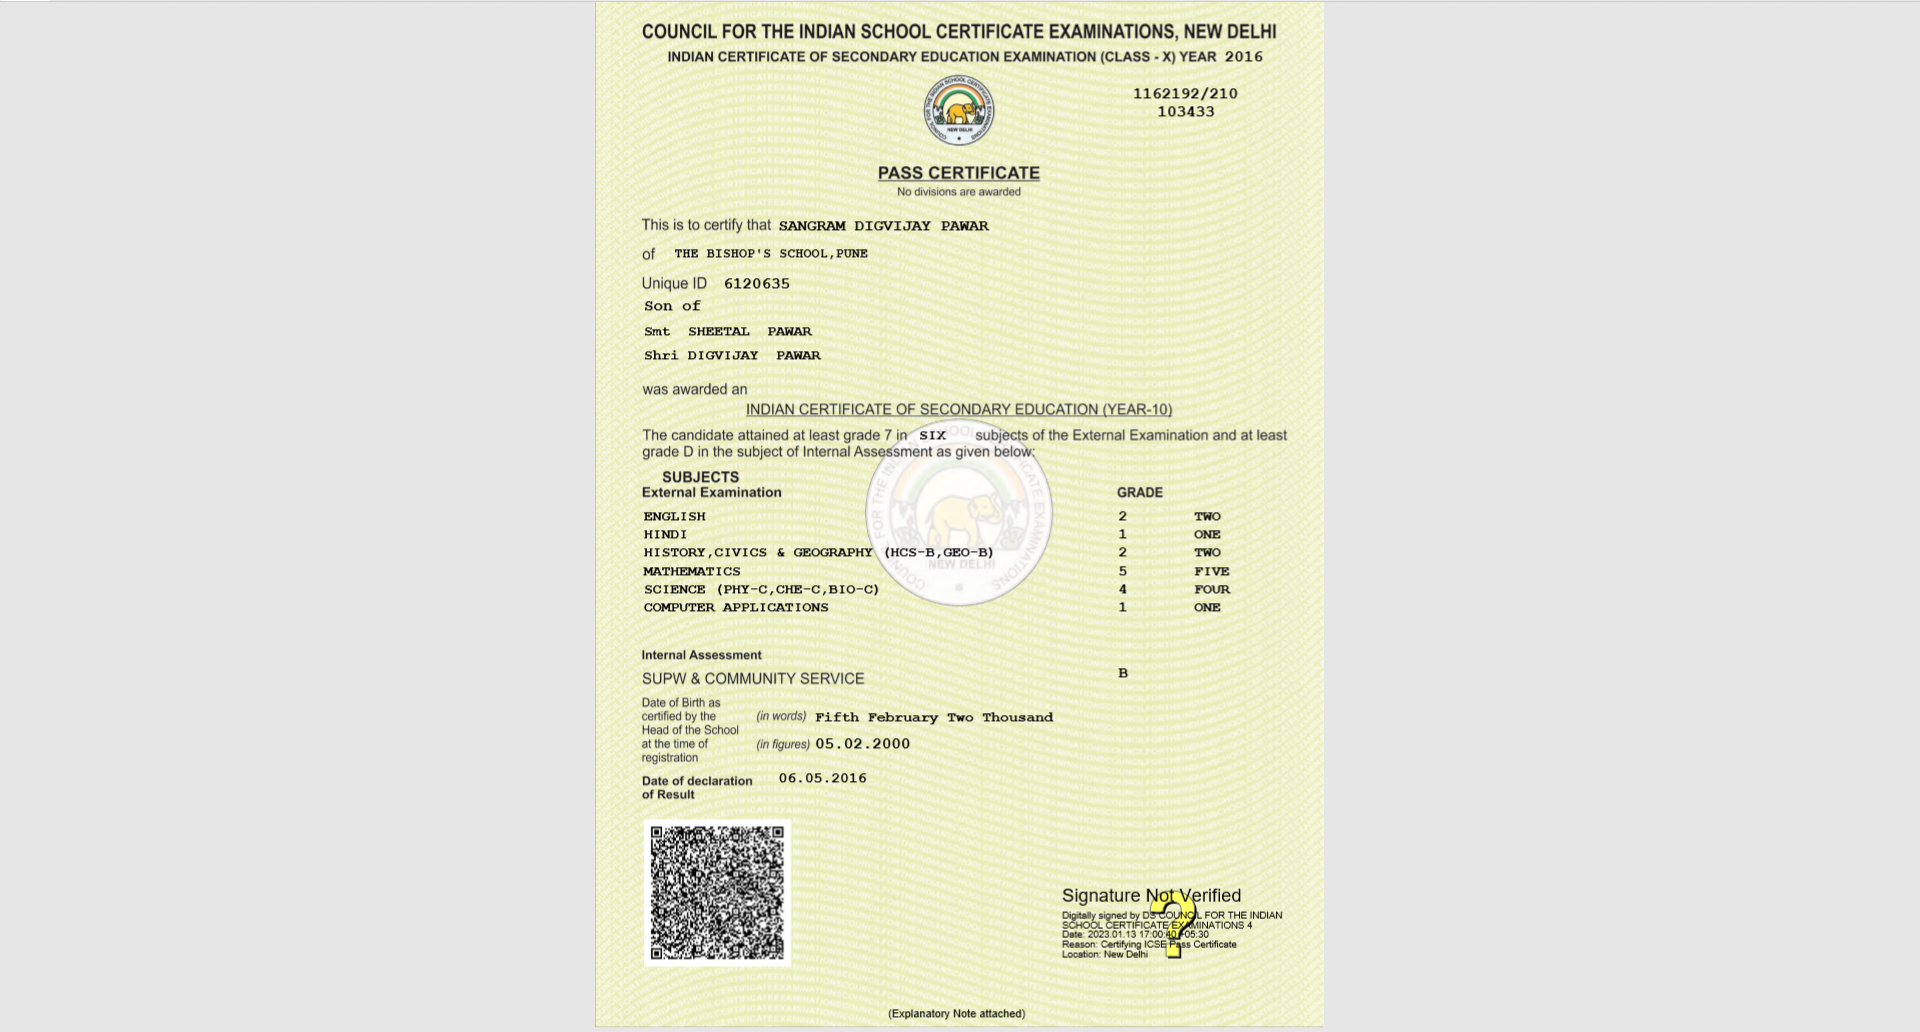 COUNCIL FOR THE INDIAN SCHOOL CERTIFICATE EXAMINATIONS, NEW DELHI
INDIAN CERTIFICATE OF SECONDARY EDUCATION EXAMINATION (CLASS - X) YEAR 2016
1162192/210
103433
COUNCIL FOR THE INDIAN SCHOOL CERTIFICATE EXAMINATIONS
NEW DELHI
PASS CERTIFICATE
No divisions are awarded
This is to certify that SANGRAM DIGVIJAY PAWAR
of THE BISHOP'S SCHOOL,PUNE
Unique ID 6120635
Son of
Smt SHEETAL PAWAR
Shri DIGVIJAY PAWAR
was awarded an
INDIAN CERTIFICATE OF SECONDARY EDUCATION (YEAR-10)
The candidate attained at least grade 7 in SIX subjects of the External Examination and at least
grade D in the subject of Internal Assessment as given below:
SUBJECTS
External Examination GRADE
ENGLISH 2 TWO
HINDI 1 ONE
HISTORY,CIVICS & GEOGRAPHY (HCS-B,GEO-B) 2 TWO
NEW DELHI
MATHEMATICS 5 FIVE
SCIENCE (PHY-C,CHE-C,BIO-C) 4 FOUR
COMPUTER APPLICATIONS 1 ONE
Internal Assessment
SUPW & COMMUNITY SERVICE B
Date of Birth as
certified by the (in words) Fifth February Two Thousand
Head of the School
at the time of (in figures) 05.02.2000
registration
Date of declaration 06.05.2016
of Result
Signature Not Verified
Digitally signed by DS COUNCIL FOR THE INDIAN
SCHOOL CERTIFICATE EXAMINATIONS 4
Date: 2023.01.13 17:00:40 +05:30
Reason: Certifying ICSE Pass Certificate
Location: New Delhi
(Explanatory Note attached)